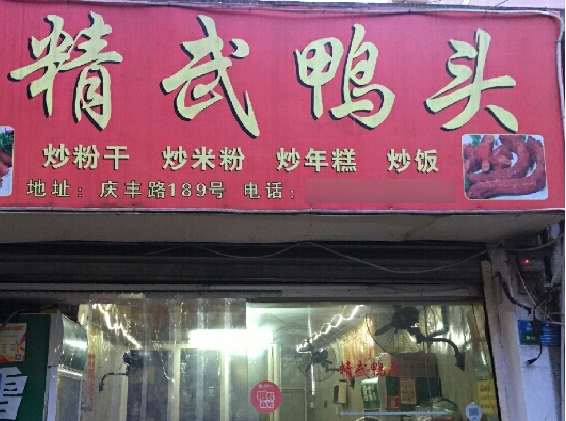 精武鸭头
炒粉干 炒米粉 炒年糕 炒饭
地址：庆丰路189号 电话：
精武鸭